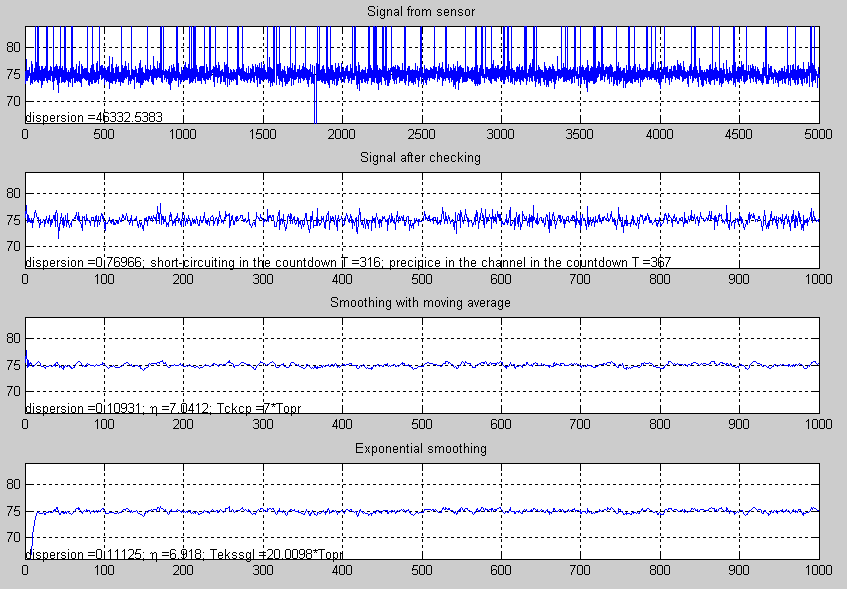 Signal from sensor
80
75
70
dispersion =46332.5383
0 500 1000 1500 2000 2500 3000 3500 4000 4500 5000
Signal after checking
80
75
70
dispersion =0.76966; short-circuiting in the countdown T =316; precipice in the channel in the countdown T =367
0 100 200 300 400 500 600 700 800 900 1000
Smoothing with moving average
80
75
70
dispersion =0.10931; η =7.0412; Tckcp =7*Topr
0 100 200 300 400 500 600 700 800 900 1000
Exponential smoothing
80
75
70
dispersion =0.11125; η =6.918; Tekssgl =20.0098*Topr
0 100 200 300 400 500 600 700 800 900 1000